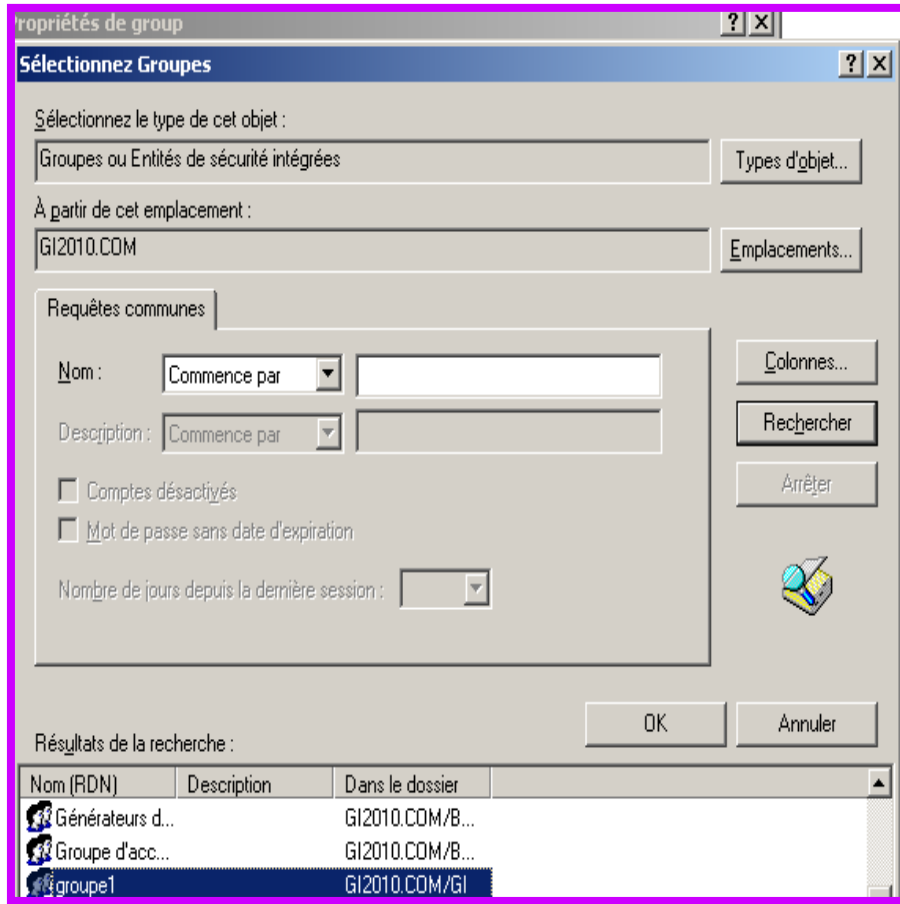 Propriétés de group
Sélectionnez Groupes
Sélectionnez le type de cet objet :
Groupes ou Entités de sécurité intégrées
Types d'objet...
À partir de cet emplacement :
GI2010.COM
Emplacements...
Requêtes communes
Nom :
Commence par
Colonnes...
Description :
Commence par
Rechercher
Comptes désactivés
Arrêter
Mot de passe sans date d'expiration
Nombre de jours depuis la dernière session :
OK
Annuler
Résultats de la recherche :
Nom (RDN) Description Dans le dossier
Générateurs d... GI2010.COM/B...
Groupe d'acc... GI2010.COM/B...
groupe1 GI2010.COM/GI